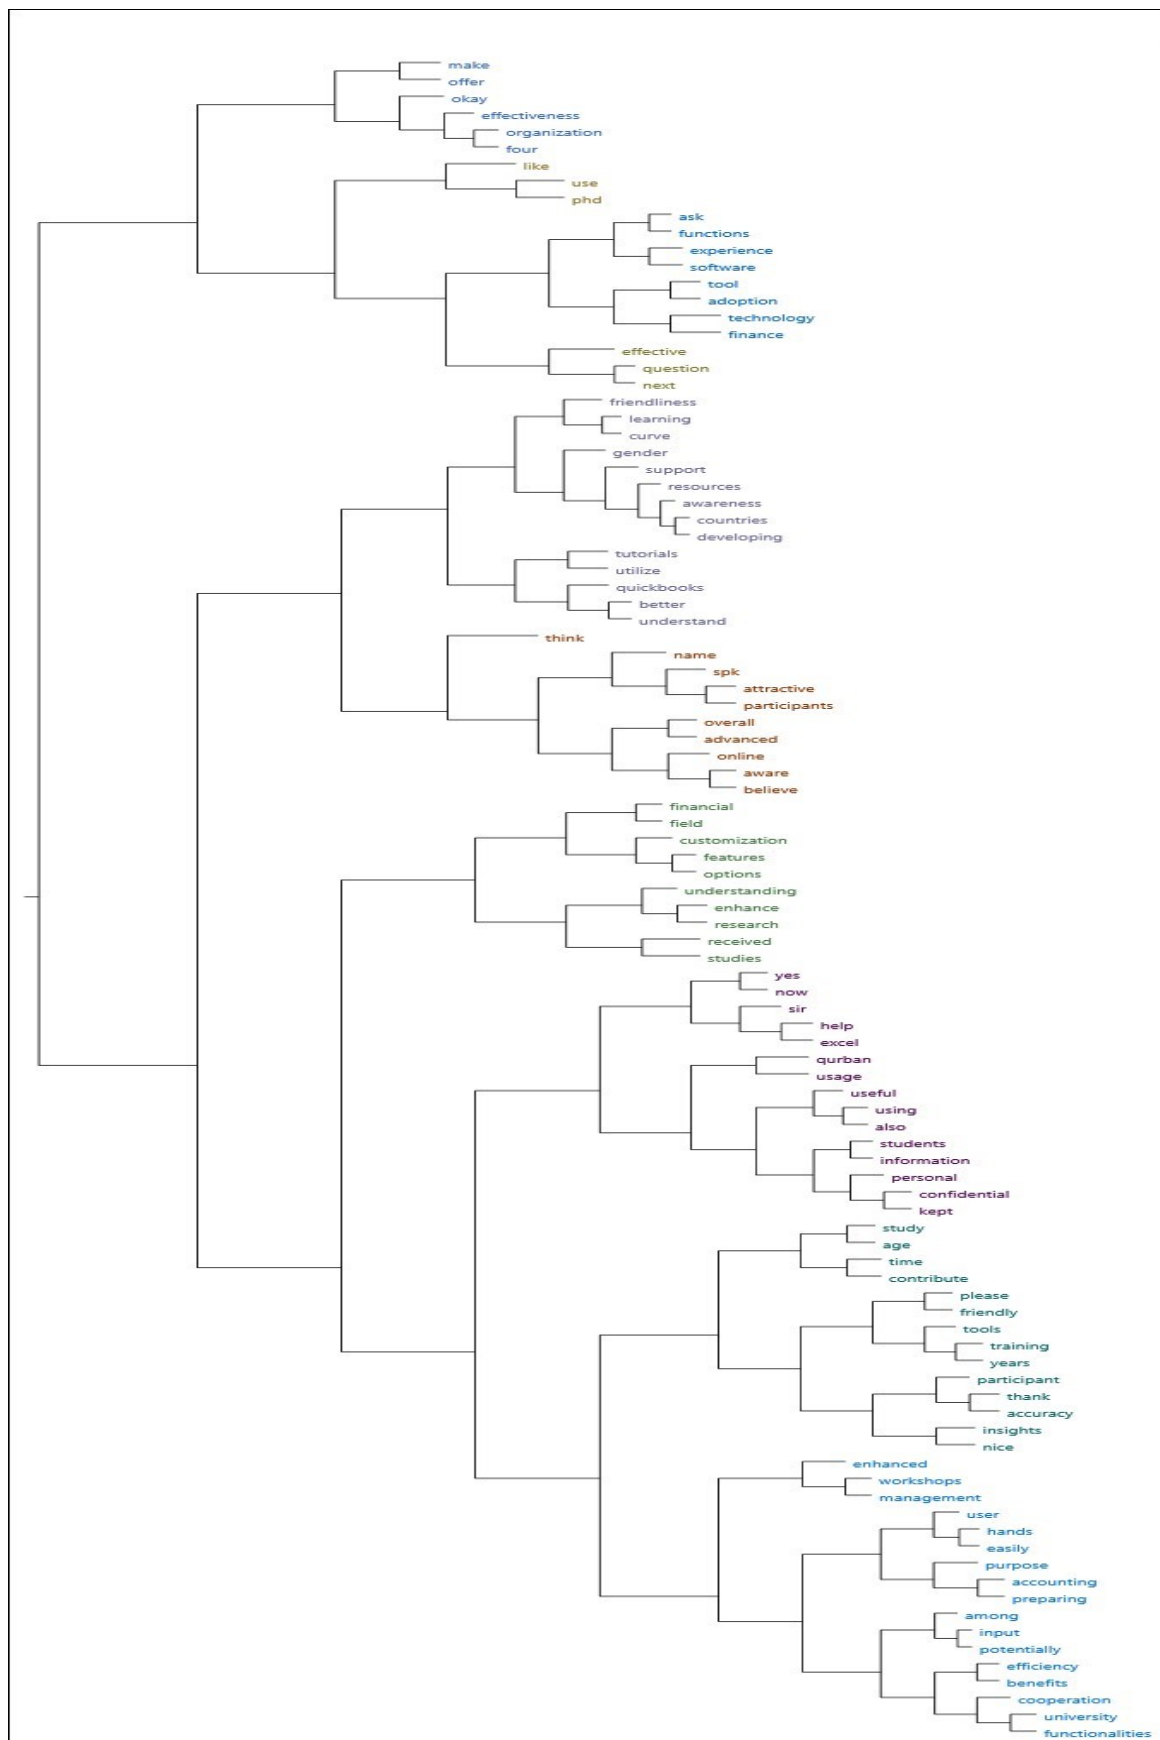 make
offer
okay
effectiveness
organization
four
like
use
phd
ask
functions
experience
software
tool
adoption
technology
finance
effective
question
next
friendliness
learning
curve
gender
support
resources
awareness
countries
developing
tutorials
utilize
quickbooks
better
understand
think
name
spk
attractive
participants
overall
advanced
online
aware
believe
financial
field
customization
features
options
understanding
enhance
research
received
studies
yes
now
sir
help
excel
qurban
usage
useful
using
also
students
information
personal
confidential
kept
study
age
time
contribute
please
friendly
tools
training
years
participant
thank
accuracy
insights
nice
enhanced
workshops
management
user
hands
easily
purpose
accounting
preparing
among
input
potentially
efficiency
benefits
cooperation
university
functionalities